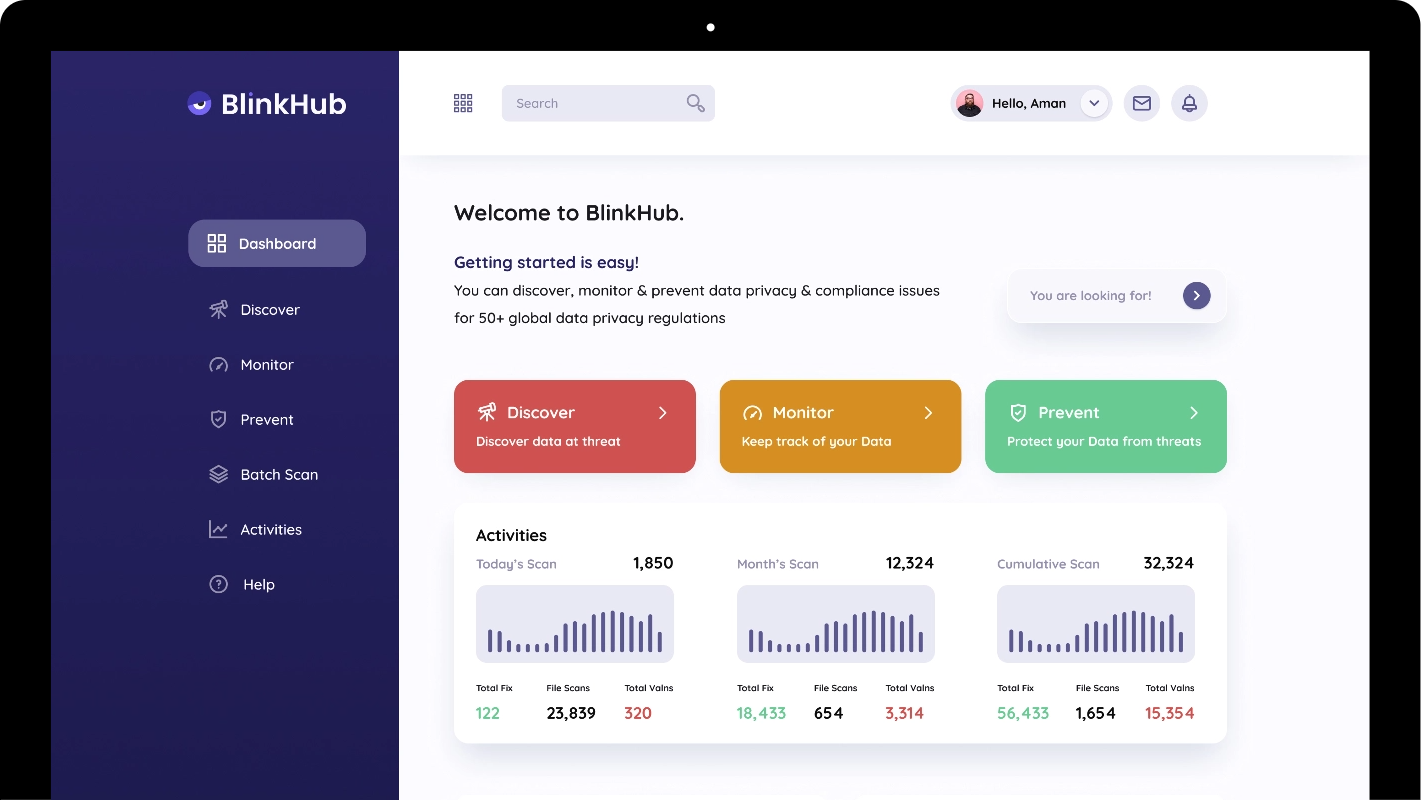 BlinkHub
Search
Hello, Aman
Dashboard
Discover
Monitor
Prevent
Batch Scan
Activities
Help
Welcome to BlinkHub.
Getting started is easy!
You can discover, monitor & prevent data privacy & compliance issues
for 50+ global data privacy regulations
You are looking for!
Discover
Discover data at threat
Monitor
Keep track of your Data
Prevent
Protect your Data from threats
Activities
Today's Scan 1,850
Month's Scan 12,324
Cumulative Scan 32,324
Total Fix File Scans Total Valns
122 23,839 320
Total Fix File Scans Total Valns
18,433 654 3,314
Total Fix File Scans Total Valns
56,433 1,654 15,354